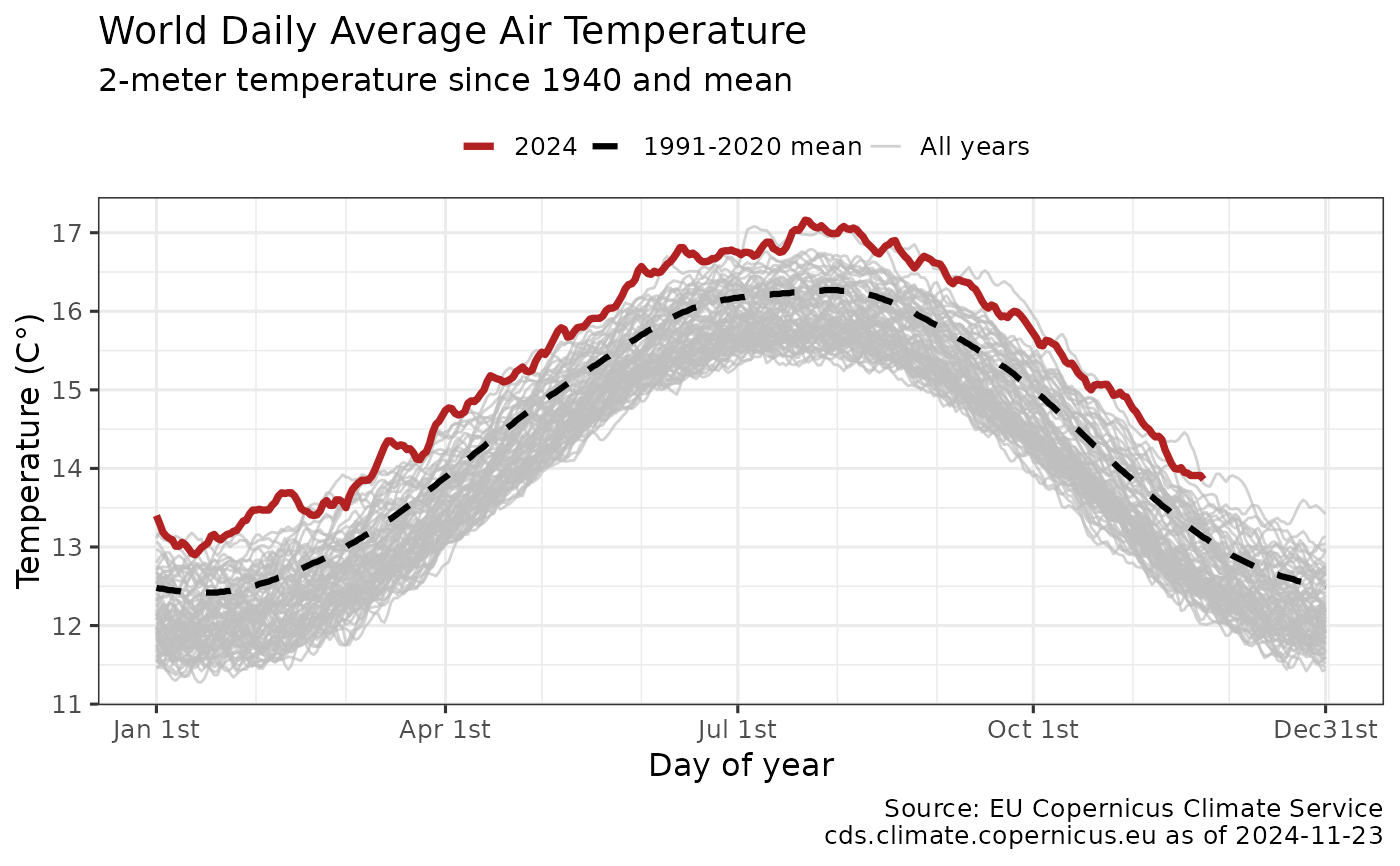 World Daily Average Air Temperature
2-meter temperature since 1940 and mean
2024 1991-2020 mean All years
Temperature (C°)
17
16
15
14
13
12
11
Jan 1st Apr 1st Jul 1st Oct 1st Dec31st
Day of year
Source: EU Copernicus Climate Service
cds.climate.copernicus.eu as of 2024-11-23